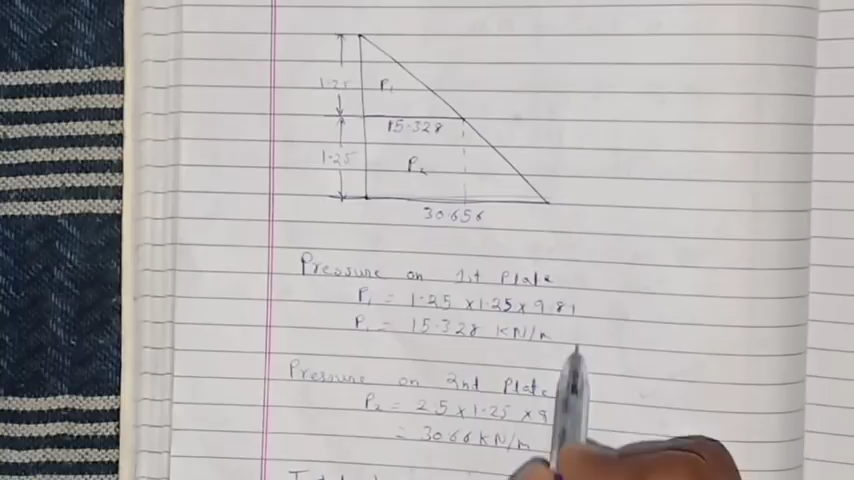 1.25
P1
15.328
1.25
P2
30.656
Pressure on 1st Plate
P1 = 1.25 x 1.25 x 9.81
P1 = 15.328 KN/m
Pressure on 2nd Plate
P2 = 2.5 x 1.25 x 9
= 30.66 KN/m